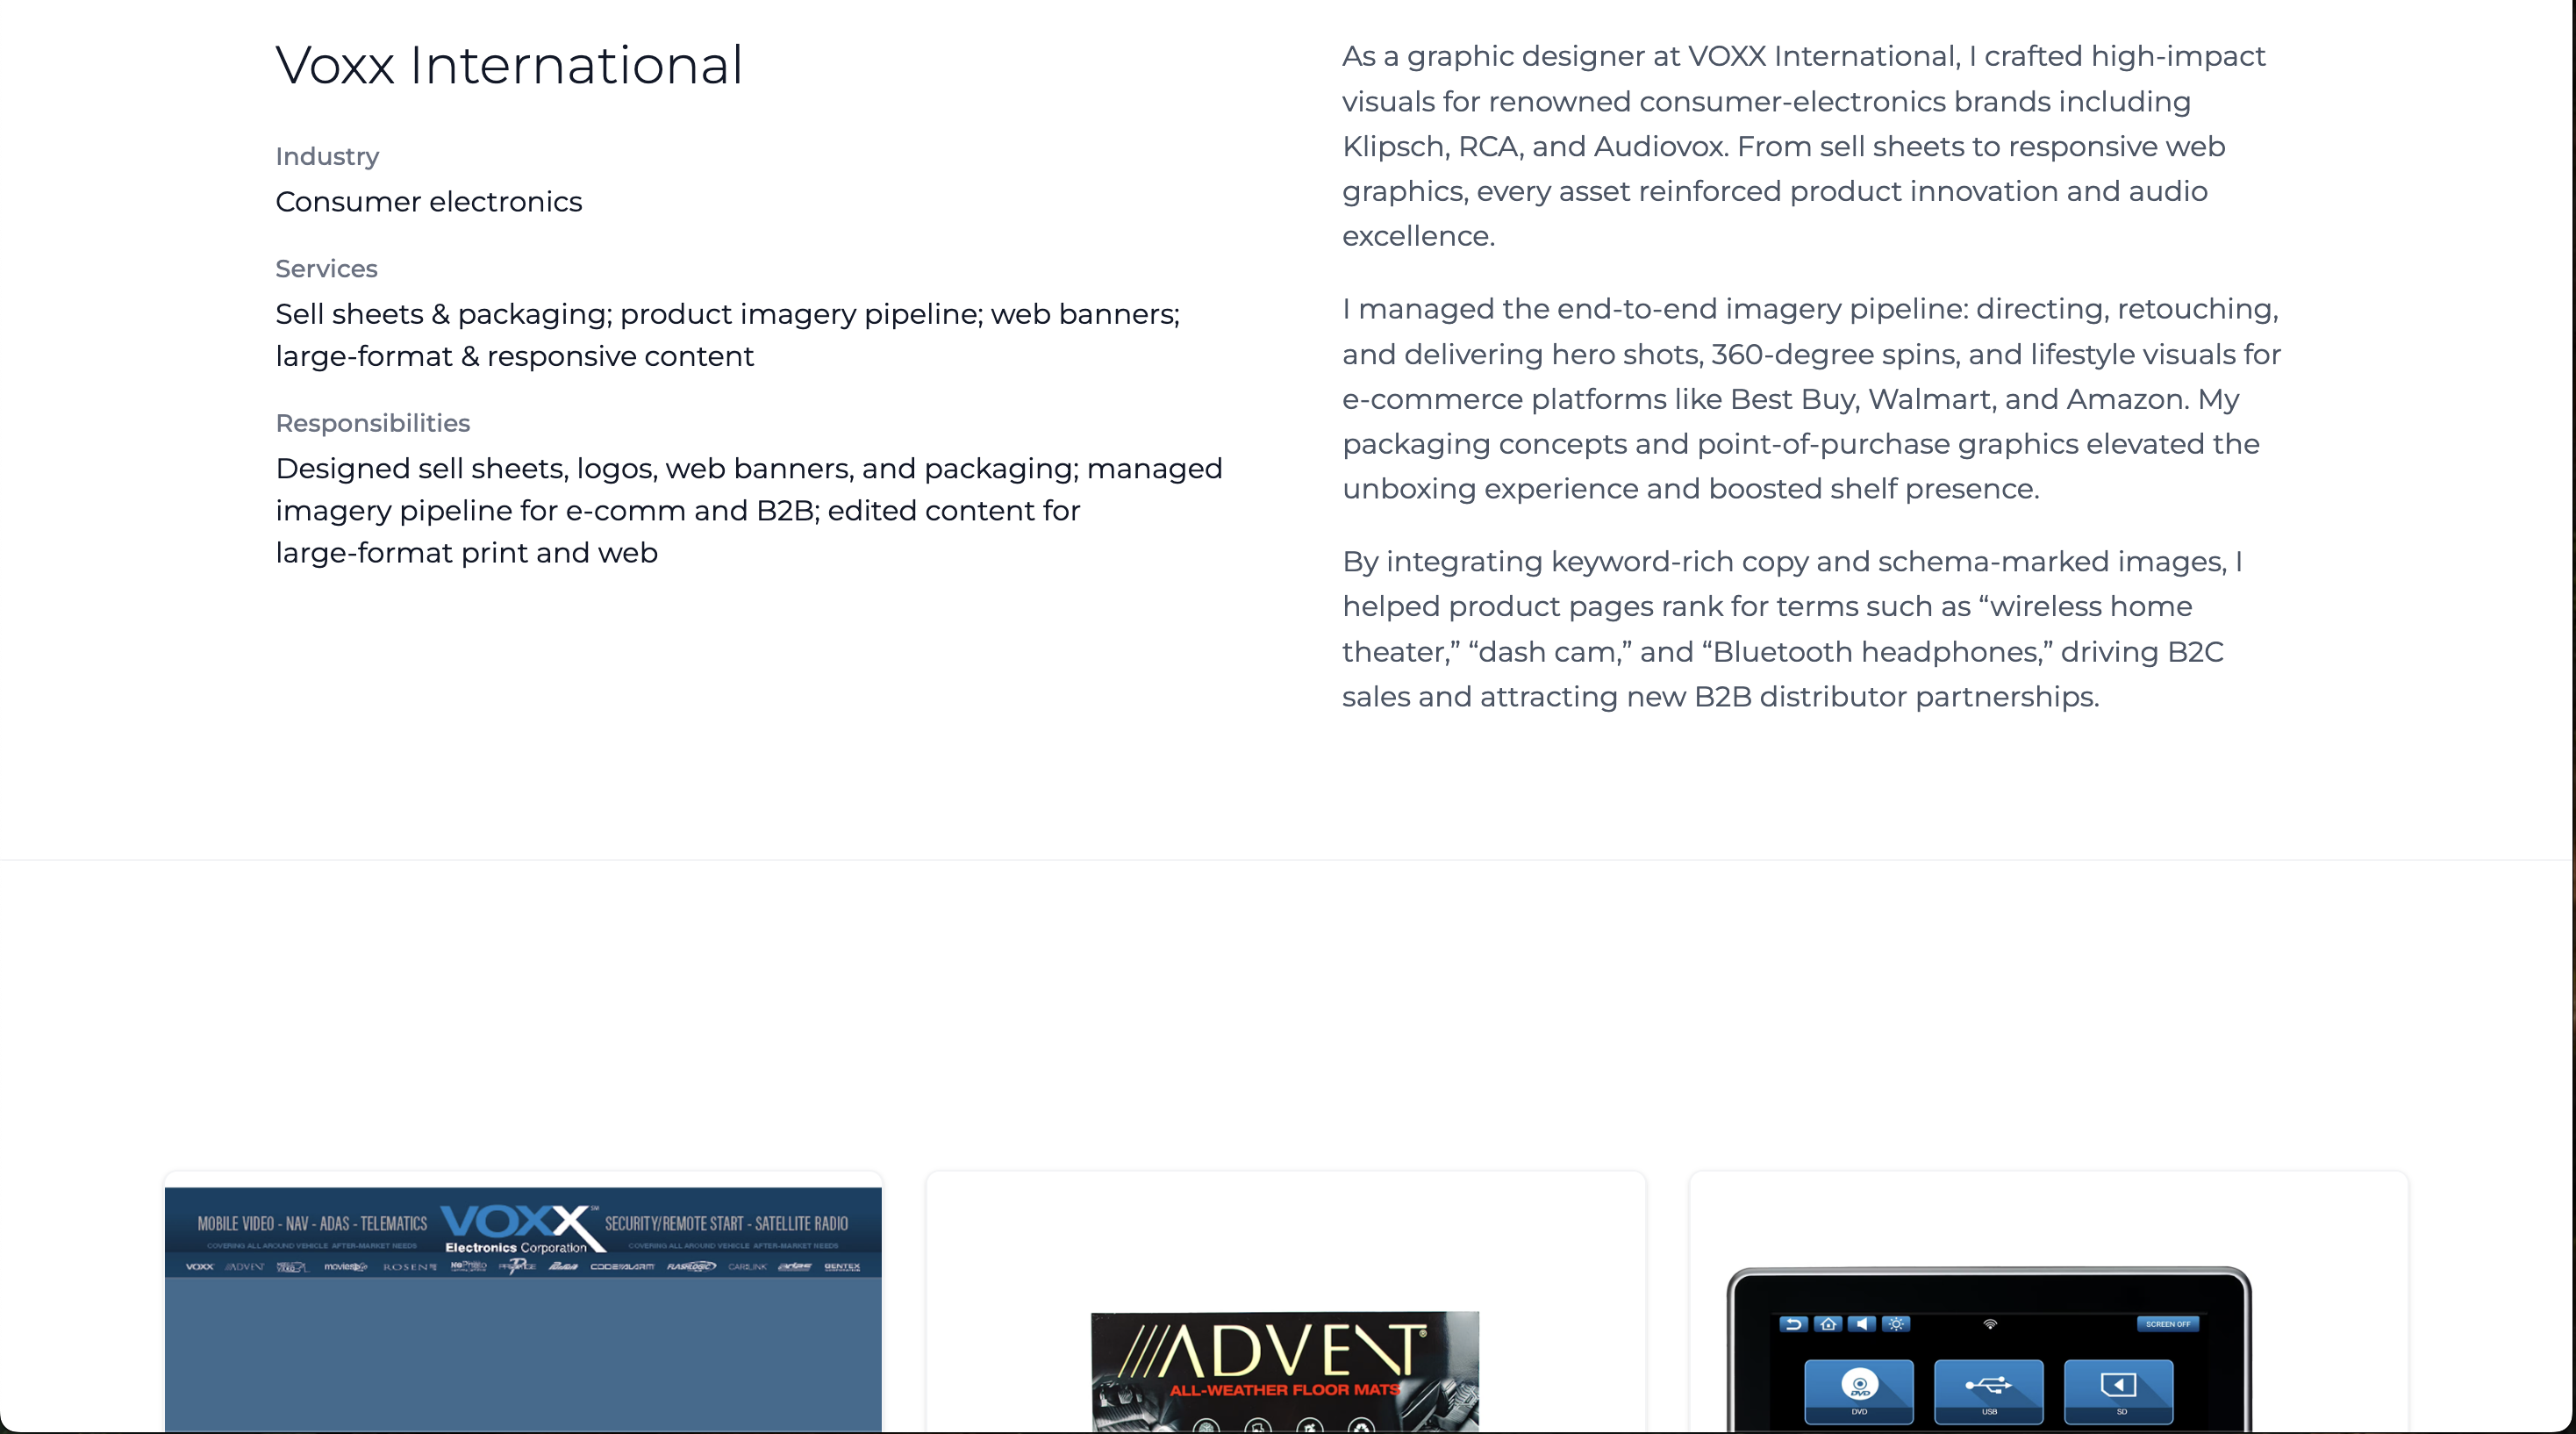 Voxx International
Industry
Consumer electronics
Services
Sell sheets & packaging; product imagery pipeline; web banners;
large-format & responsive content
Responsibilities
Designed sell sheets, logos, web banners, and packaging; managed
imagery pipeline for e-comm and B2B; edited content for
large-format print and web
As a graphic designer at VOXX International, I crafted high-impact
visuals for renowned consumer-electronics brands including
Klipsch, RCA, and Audiovox. From sell sheets to responsive web
graphics, every asset reinforced product innovation and audio
excellence.
I managed the end-to-end imagery pipeline: directing, retouching,
and delivering hero shots, 360-degree spins, and lifestyle visuals for
e-commerce platforms like Best Buy, Walmart, and Amazon. My
packaging concepts and point-of-purchase graphics elevated the
unboxing experience and boosted shelf presence.
By integrating keyword-rich copy and schema-marked images, I
helped product pages rank for terms such as “wireless home
theater,” “dash cam,” and “Bluetooth headphones,” driving B2C
sales and attracting new B2B distributor partnerships.
MOBILE VIDEO - NAV - ADAS - TELEMATICS
COVERING ALL AROUND VEHICLE AFTER-MARKET NEEDS
VOXX SM
Electronics Corporation
SECURITY/REMOTE START - SATELLITE RADIO
COVERING ALL AROUND VEHICLE AFTER-MARKET NEEDS
VOXX ADVENT ROSEN CODE ALARM FLASHLOGIC CARLINK GENTEX
///ADVENT®
ALL-WEATHER FLOOR MATS
SCREEN OFF
DVD
DVD
USB
SD